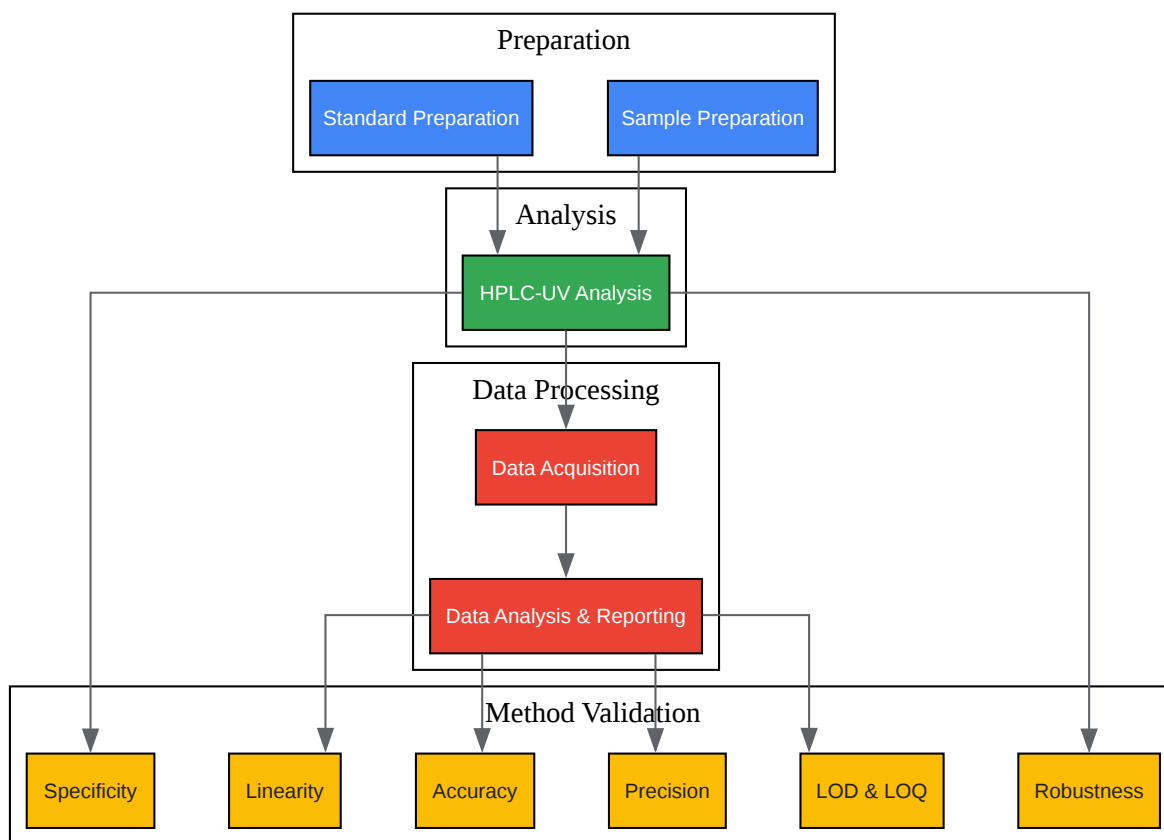 Preparation
Standard Preparation
Sample Preparation
Analysis
HPLC-UV Analysis
Data Processing
Data Acquisition
Data Analysis & Reporting
Method Validation
Specificity
Linearity
Accuracy
Precision
LOD & LOQ
Robustness